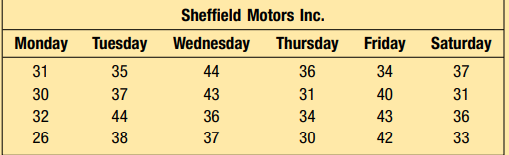 Sheffield Motors Inc.
Monday Tuesday Wednesday Thursday Friday Saturday
31 35 44 36 34 37
30 37 43 31 40 31
32 44 36 34 43 36
26 38 37 30 42 33